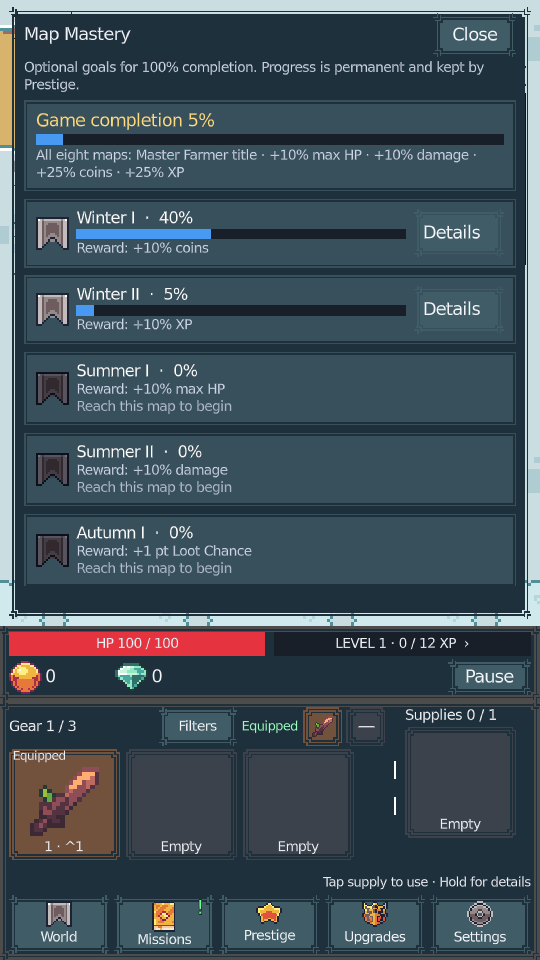 Map Mastery
Close
Optional goals for 100% completion. Progress is permanent and kept by
Prestige.
Game completion 5%
All eight maps: Master Farmer title · +10% max HP · +10% damage ·
+25% coins · +25% XP
Winter I · 40%
Reward: +10% coins
Details
Winter II · 5%
Reward: +10% XP
Details
Summer I · 0%
Reward: +10% max HP
Reach this map to begin
Summer II · 0%
Reward: +10% damage
Reach this map to begin
Autumn I · 0%
Reward: +1 pt Loot Chance
Reach this map to begin
HP 100 / 100
LEVEL 1 · 0 / 12 XP ›
0
0
Pause
Gear 1 / 3
Filters
Equipped
—
Supplies 0 / 1
Equipped
1 · ^1
Empty
Empty
Empty
Tap supply to use · Hold for details
World
Missions
!
Prestige
Upgrades
Settings